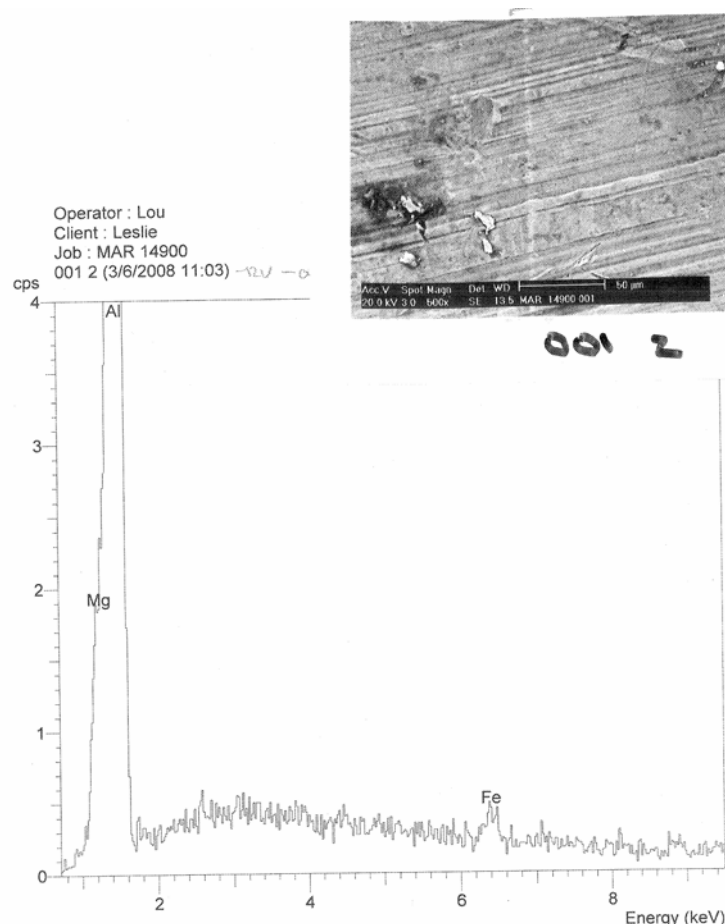 Operator : Lou
Client : Leslie
Job : MAR 14900
001 2 (3/6/2008 11:03)
cps
4
Al
3
2
Mg
1
Fe
0
2
4
6
8
Energy (keV)
Acc.V Spot Magn Det WD 50 µm
20.0 kV 3.0 500x SE 13.5 MAR 14900 001
001 2